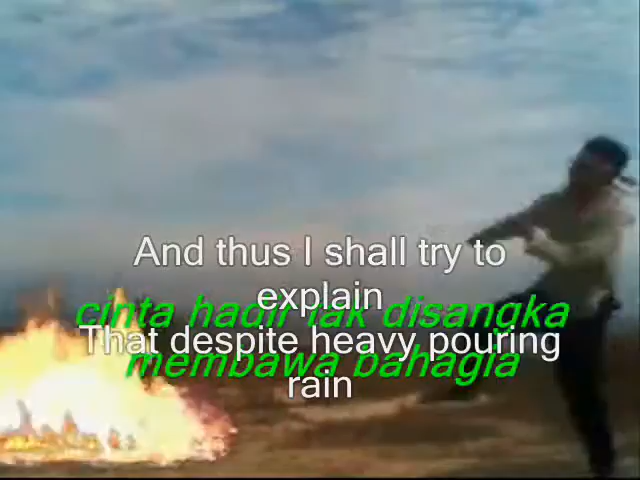 And thus I shall try to
explain
cinta hadir tak disangka
That despite heavy pouring
membawa bahagia
rain